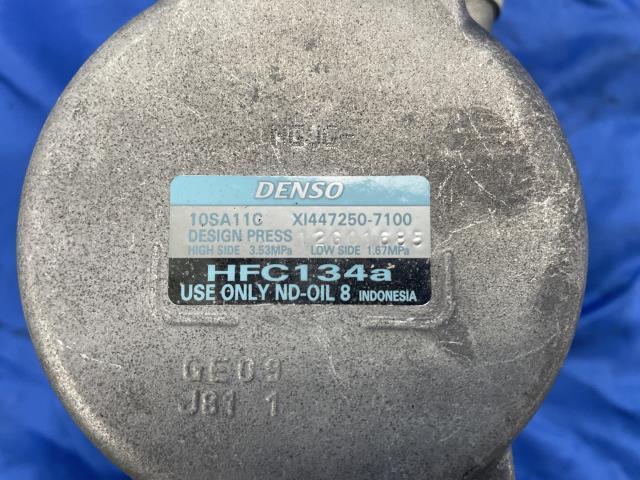 DENSO
10SA11C XI447250-7100
DESIGN PRESS
HIGH SIDE 3.53MPa LOW SIDE 1.67MPa
HFC134a
USE ONLY ND-OIL 8 INDONESIA
GE09
J81 1